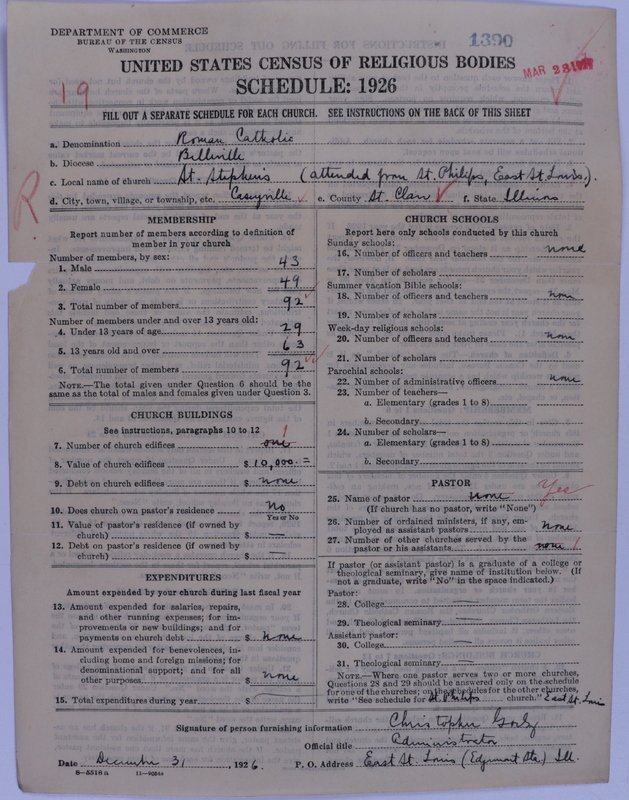 DEPARTMENT OF COMMERCE
BUREAU OF THE CENSUS
WASHINGTON
1390
MAR 28 1927
UNITED STATES CENSUS OF RELIGIOUS BODIES
SCHEDULE: 1926
19
FILL OUT A SEPARATE SCHEDULE FOR EACH CHURCH. SEE INSTRUCTIONS ON THE BACK OF THIS SHEET
a. Denomination Roman Catholic
b. Diocese Belleville
c. Local name of church St. Stephen's (attended from St. Philip's, East St. Louis.).
d. City, town, village, or township, etc. Caseyville e. County St. Clair f. State Illinois
R
MEMBERSHIP
Report number of members according to definition of
member in your church
Number of members, by sex:
1. Male 43
2. Female 49
3. Total number of members 92
Number of members under and over 13 years old:
4. Under 13 years of age 29
5. 13 years old and over 63
6. Total number of members 92
NOTE.—The total given under Question 6 should be
same as the total of males and females given under Question 3.
CHURCH BUILDINGS
See instructions, paragraphs 10 to 12
7. Number of church edifices one 1
8. Value of church edifices $ 10,000.=
9. Debt on church edifices $ none
10. Does church own pastor's residence No
Yes or No
11. Value of pastor's residence (if owned by
church) $ —
12. Debt on pastor's residence (if owned by
church) $ —
EXPENDITURES
Amount expended by your church during last fiscal year
13. Amount expended for salaries, repairs,
and other running expenses; for im-
provements or new buildings; and for
payments on church debt $ none
14. Amount expended for benevolences, in-
cluding home and foreign missions; for
denominational support; and for all
other purposes $ none
15. Total expenditures during year $
CHURCH SCHOOLS
Report here only schools conducted by this church
Sunday schools:
16. Number of officers and teachers none
17. Number of scholars
Summer vacation Bible schools:
18. Number of officers and teachers none
19. Number of scholars
Week-day religious schools:
20. Number of officers and teachers none
21. Number of scholars
Parochial schools:
22. Number of administrative officers none
23. Number of teachers—
a. Elementary (grades 1 to 8)
b. Secondary
24. Number of scholars—
a. Elementary (grades 1 to 8)
b. Secondary
PASTOR
25. Name of pastor none Yes
(If church has no pastor, write "None")
26. Number of ordained ministers, if any, em-
ployed as assistant pastors none
27. Number of other churches served by the
pastor or his assistants none 1
If pastor (or assistant pastor) is a graduate of a college or
theological seminary, give name of institution below. (If
not a graduate, write "No" in the space indicated.)
Pastor:
28. College —
29. Theological seminary —
Assistant pastor:
30. College —
31. Theological seminary —
NOTE.—Where one pastor serves two or more churches,
Questions 28 and 29 should be answered only on the schedule
for one of the churches; on the schedules for the other churches,
write "See schedule for St. Philips church." East St. Louis
Signature of person furnishing information Christopher
Official title administrator
Date December 31, 1926. P. O. Address East St. Louis (Edgemont Sta.) Ill.
8—5518 a